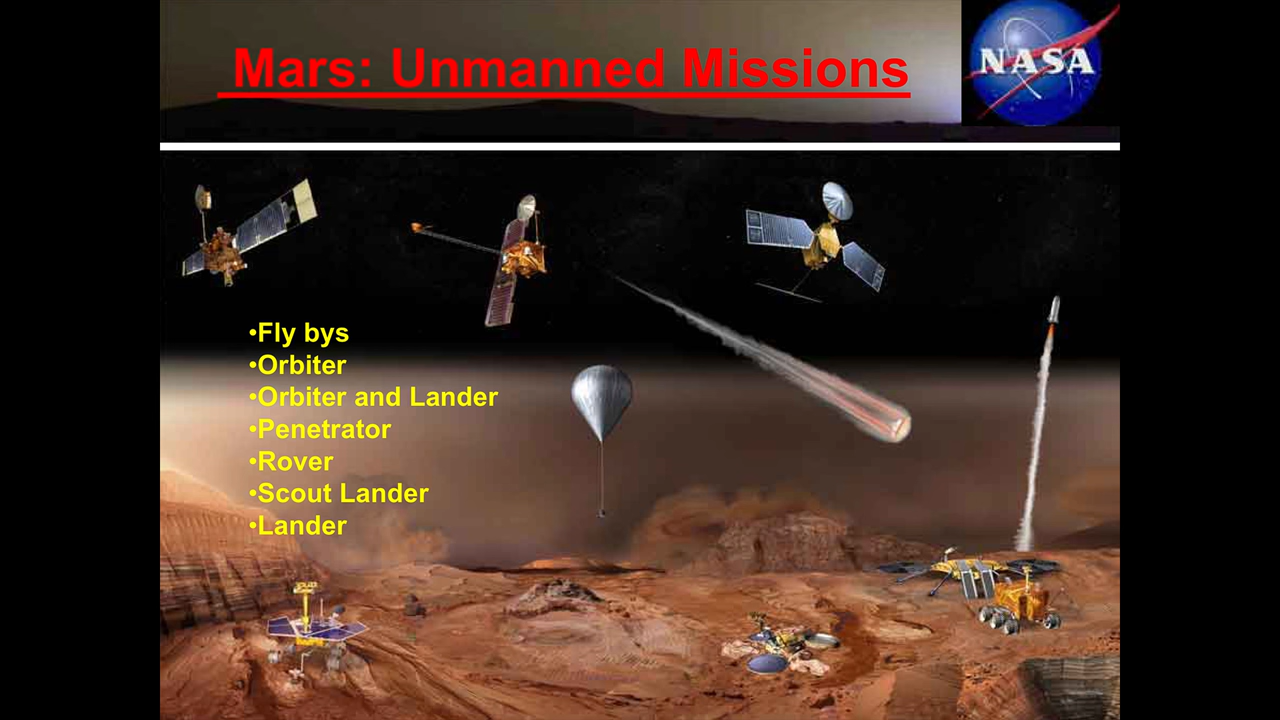 Mars: Unmanned Missions
NASA
•Fly bys
•Orbiter
•Orbiter and Lander
•Penetrator
•Rover
•Scout Lander
•Lander